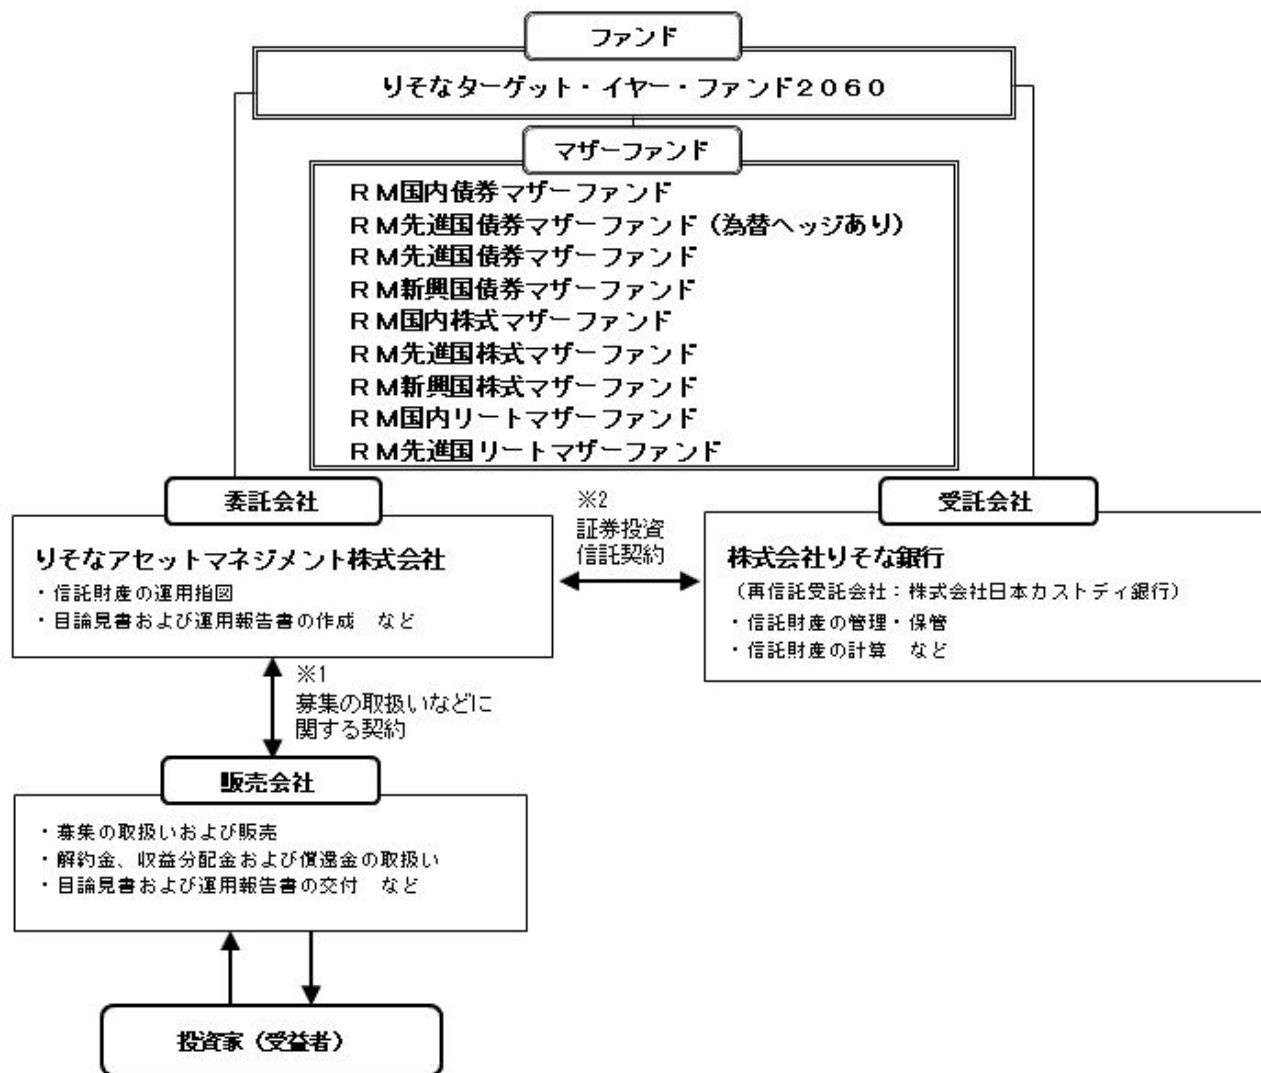 ファンド
りそなターゲット・イヤー・ファンド２０６０
マザーファンド
ＲＭ国内債券マザーファンド
ＲＭ先進国債券マザーファンド（為替ヘッジあり）
ＲＭ先進国債券マザーファンド
ＲＭ新興国債券マザーファンド
ＲＭ国内株式マザーファンド
ＲＭ先進国株式マザーファンド
ＲＭ新興国株式マザーファンド
ＲＭ国内リートマザーファンド
ＲＭ先進国リートマザーファンド
委託会社
りそなアセットマネジメント株式会社
・信託財産の運用指図
・目論見書および運用報告書の作成　など
※2
証券投資
信託契約
受託会社
株式会社りそな銀行
（再信託受託会社：株式会社日本カストディ銀行）
・信託財産の管理・保管
・信託財産の計算　など
※1
募集の取扱いなどに
関する契約
販売会社
・募集の取扱いおよび販売
・解約金、収益分配金および償還金の取扱い
・目論見書および運用報告書の交付　など
投資家（受益者）